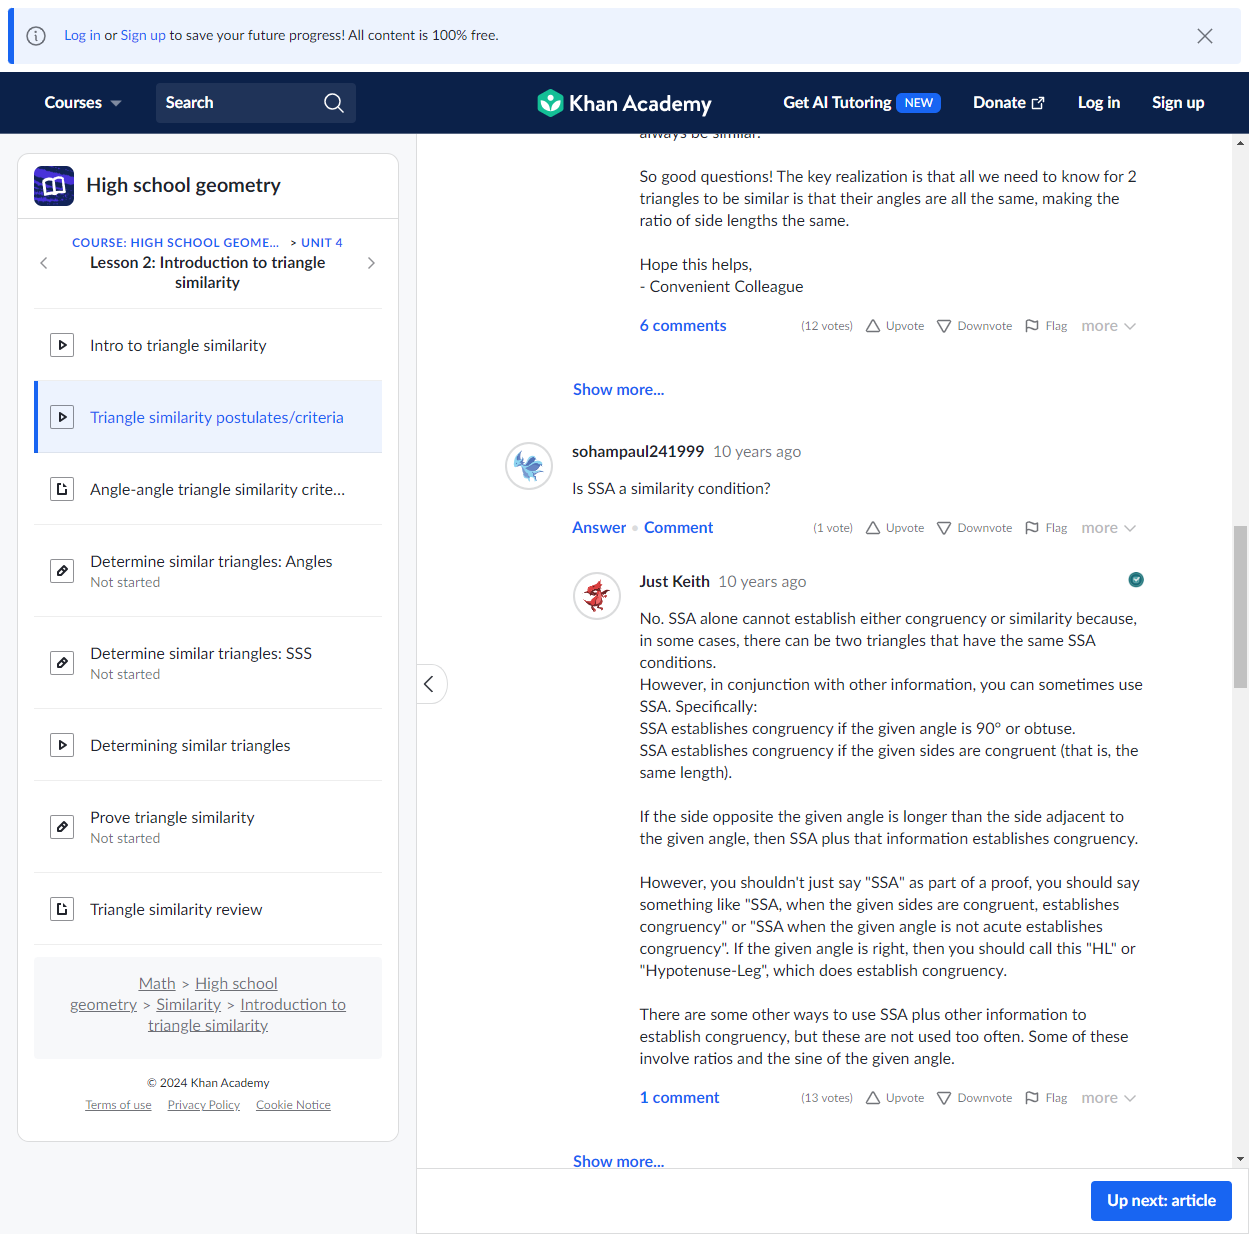 Log in or Sign up to save your future progress! All content is 100% free.
Courses
Search
Khan Academy
Get AI Tutoring NEW
Donate
Log in
Sign up
High school geometry
COURSE: HIGH SCHOOL GEOME... > UNIT 4
Lesson 2: Introduction to triangle
similarity
Intro to triangle similarity
Triangle similarity postulates/criteria
Angle-angle triangle similarity crite...
Determine similar triangles: Angles
Not started
Determine similar triangles: SSS
Not started
Determining similar triangles
Prove triangle similarity
Not started
Triangle similarity review
Math > High school
geometry > Similarity > Introduction to
triangle similarity
© 2024 Khan Academy
Terms of use Privacy Policy Cookie Notice
always be similar.
So good questions! The key realization is that all we need to know for 2
triangles to be similar is that their angles are all the same, making the
ratio of side lengths the same.
Hope this helps,
- Convenient Colleague
6 comments (12 votes) Upvote Downvote Flag more
Show more...
sohampaul241999 10 years ago
Is SSA a similarity condition?
Answer • Comment (1 vote) Upvote Downvote Flag more
Just Keith 10 years ago
No. SSA alone cannot establish either congruency or similarity because,
in some cases, there can be two triangles that have the same SSA
conditions.
However, in conjunction with other information, you can sometimes use
SSA. Specifically:
SSA establishes congruency if the given angle is 90° or obtuse.
SSA establishes congruency if the given sides are congruent (that is, the
same length).
If the side opposite the given angle is longer than the side adjacent to
the given angle, then SSA plus that information establishes congruency.
However, you shouldn't just say "SSA" as part of a proof, you should say
something like "SSA, when the given sides are congruent, establishes
congruency" or "SSA when the given angle is not acute establishes
congruency". If the given angle is right, then you should call this "HL" or
"Hypotenuse-Leg", which does establish congruency.
There are some other ways to use SSA plus other information to
establish congruency, but these are not used too often. Some of these
involve ratios and the sine of the given angle.
1 comment (13 votes) Upvote Downvote Flag more
Show more...
Up next: article